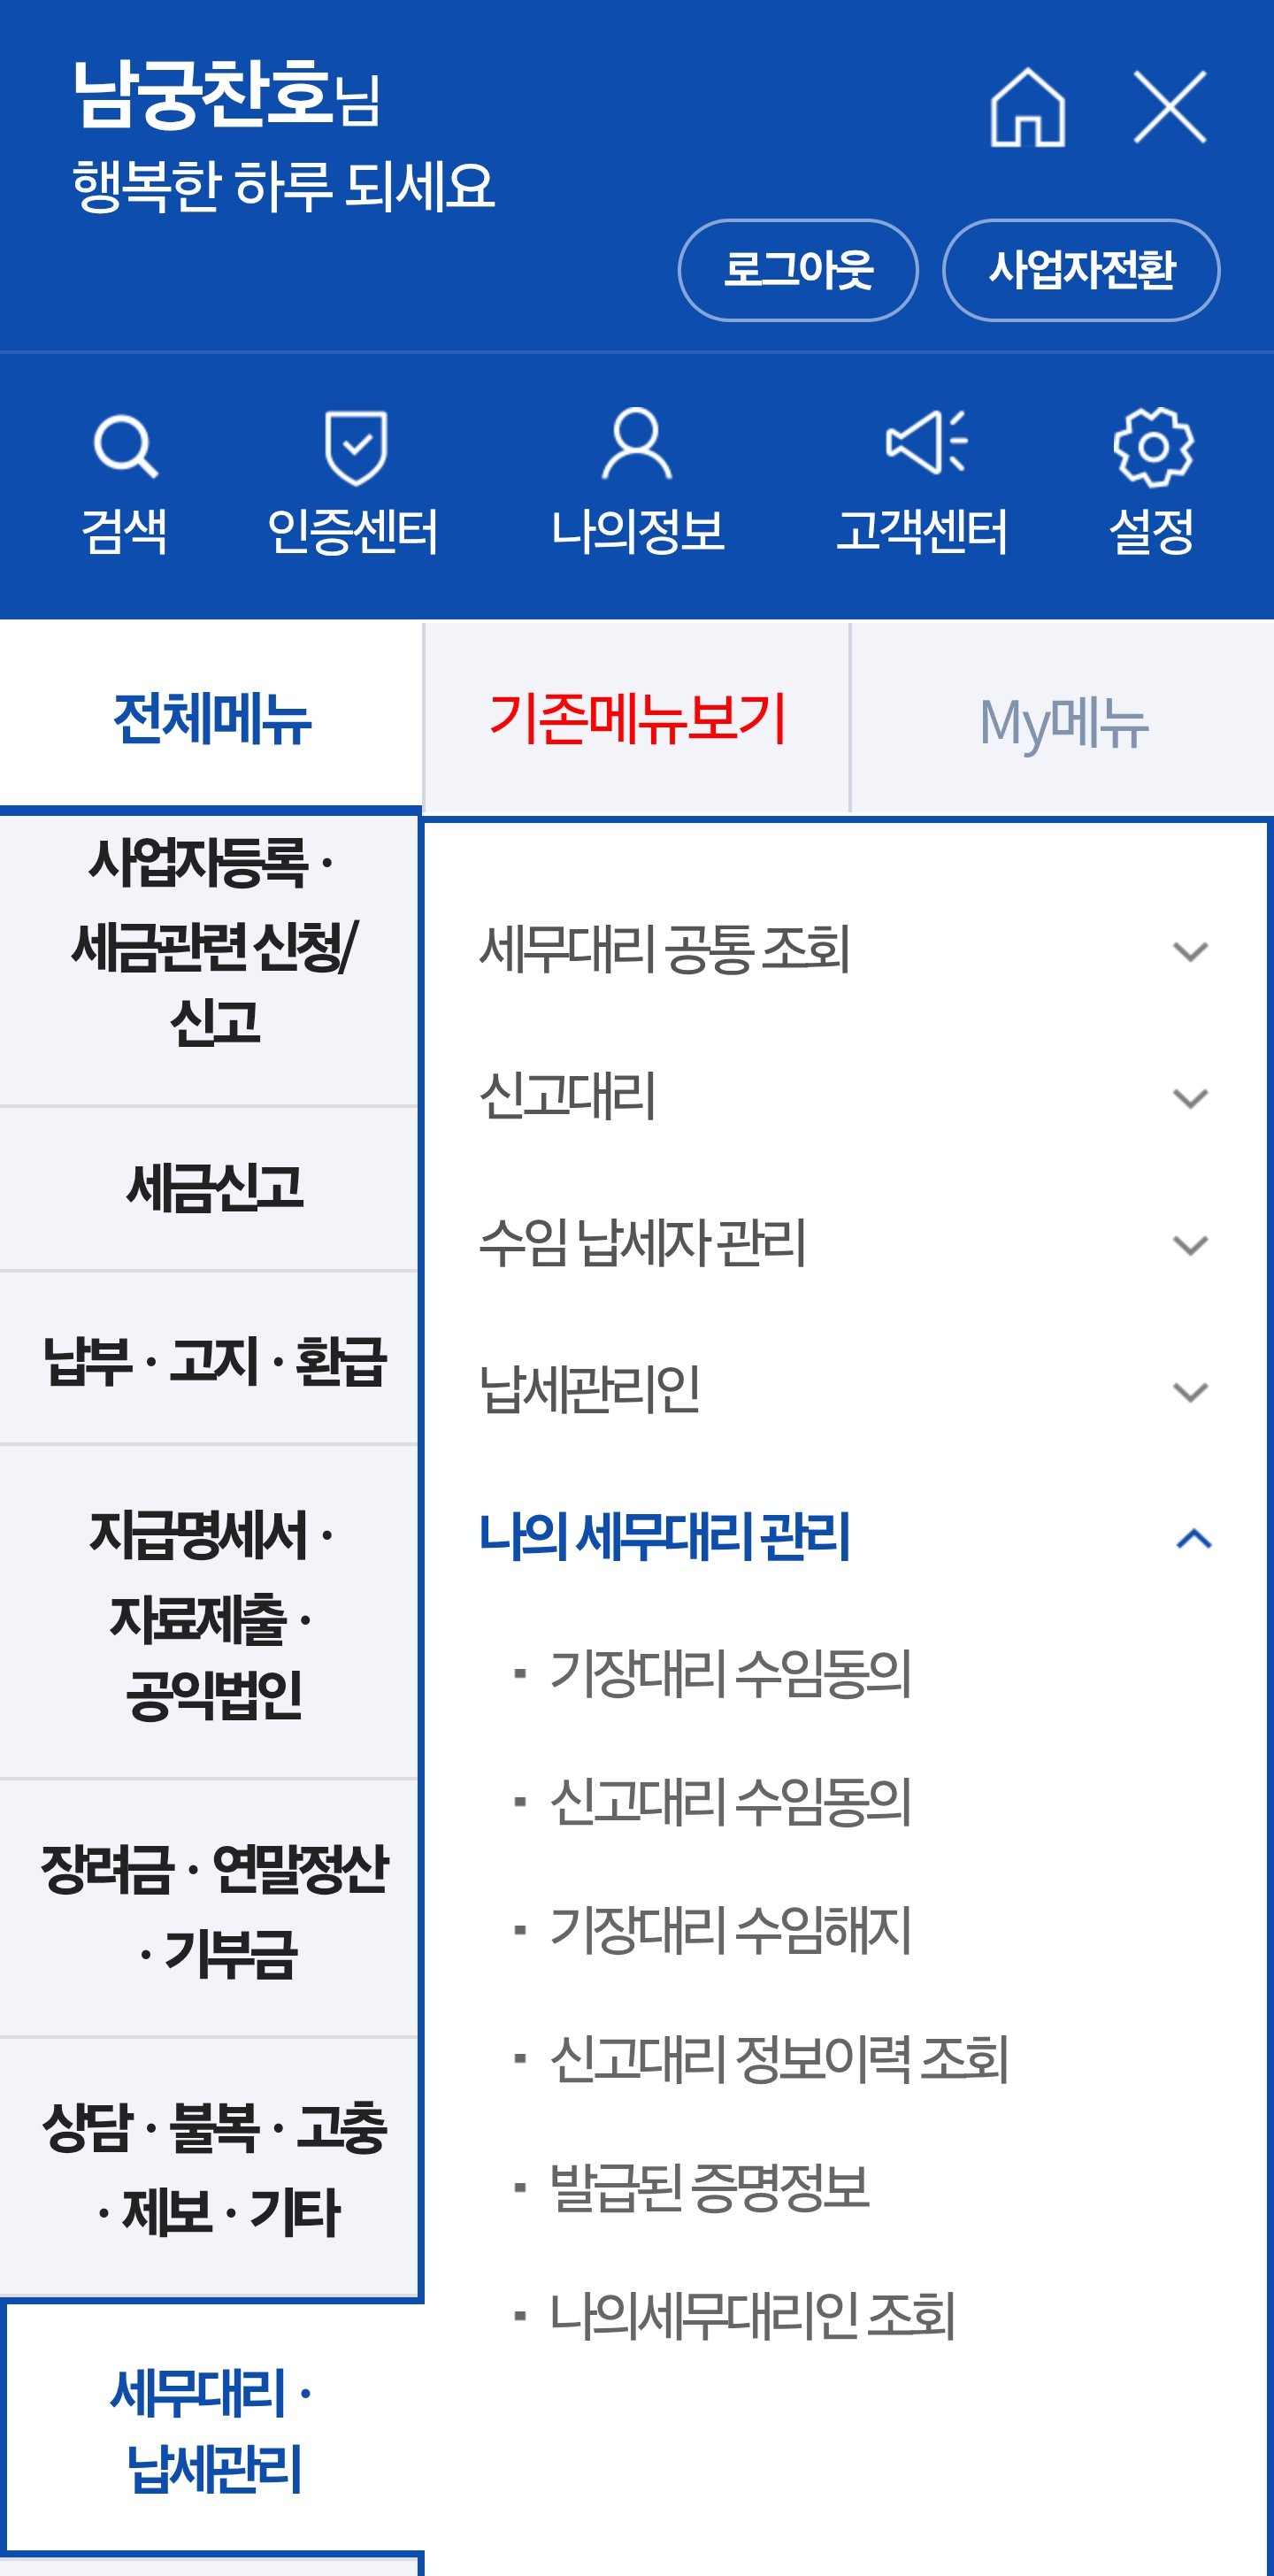 남궁찬호님
행복한 하루 되세요
로그아웃
사업자전환
검색
인증센터
나의정보
고객센터
설정
전체메뉴
기존메뉴보기
My메뉴
사업자등록 ·
세금관련 신청/
신고
세금신고
납부 · 고지 · 환급
지급명세서 ·
자료제출 ·
공익법인
장려금 · 연말정산
· 기부금
상담 · 불복 · 고충
· 제보 · 기타
세무대리 ·
납세관리
세무대리 공통 조회
신고대리
수임 납세자 관리
납세관리인
나의 세무대리 관리
기장대리 수임동의
신고대리 수임동의
기장대리 수임해지
신고대리 정보이력 조회
발급된 증명정보
나의세무대리인 조회